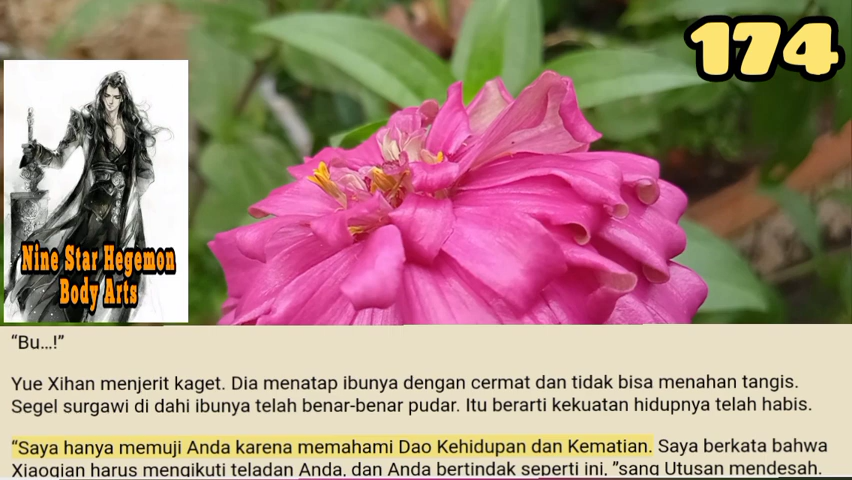 174
Nine Star Hegemon
Body Arts
“Bu...!”
Yue Xihan menjerit kaget. Dia menatap ibunya dengan cermat dan tidak bisa menahan tangis.
Segel surgawi di dahi ibunya telah benar-benar pudar. Itu berarti kekuatan hidupnya telah habis.
“Saya hanya memuji Anda karena memahami Dao Kehidupan dan Kematian. Saya berkata bahwa
Xiaoqian harus mengikuti teladan Anda, dan Anda bertindak seperti ini, ”sang Utusan mendesah.